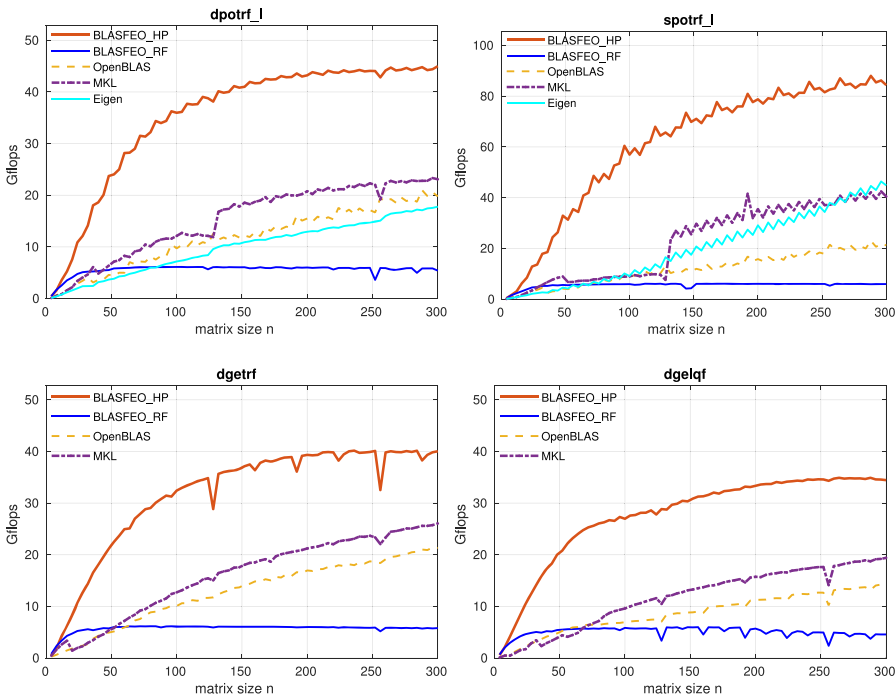 dpotrf_l
50
40
30
20
10
0
Gflops
BLASFEO_HP
BLASFEO_RF
OpenBLAS
MKL
Eigen
0
50
100
150
200
250
300
matrix size n
spotrf_l
100
80
60
40
20
0
Gflops
BLASFEO_HP
BLASFEO_RF
OpenBLAS
MKL
Eigen
0
50
100
150
200
250
300
matrix size n
dgetrf
50
40
30
20
10
0
Gflops
BLASFEO_HP
BLASFEO_RF
OpenBLAS
MKL
0
50
100
150
200
250
300
matrix size n
dgelqf
50
40
30
20
10
0
Gflops
BLASFEO_HP
BLASFEO_RF
OpenBLAS
MKL
0
50
100
150
200
250
300
matrix size n